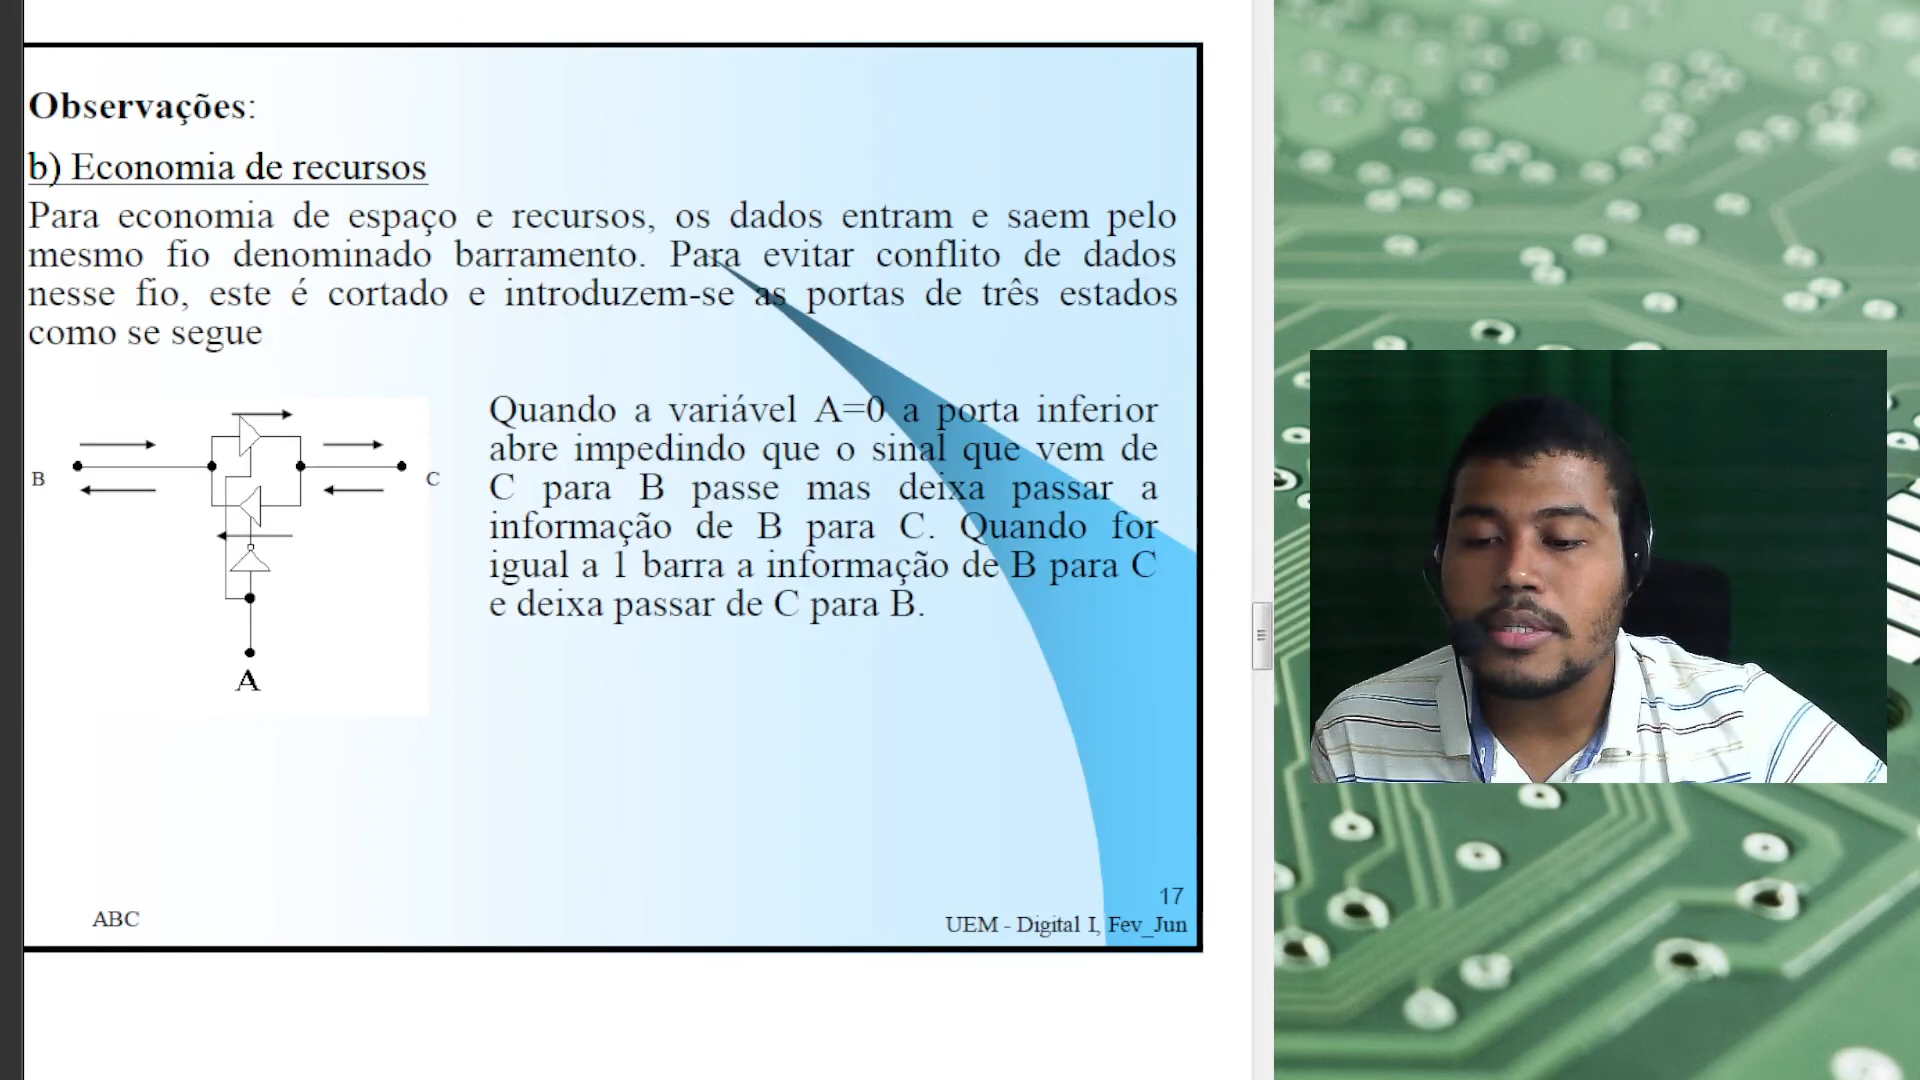 Observações:
b) Economia de recursos
Para economia de espaço e recursos, os dados entram e saem pelo
mesmo fio denominado barramento. Para evitar conflito de dados
nesse fio, este é cortado e introduzem-se as portas de três estados
como se segue
Quando a variável A=0 a porta inferior
abre impedindo que o sinal que vem de
C para B passe mas deixa passar a
informação de B para C. Quando for
igual a 1 barra a informação de B para C
e deixa passar de C para B.
B
C
A
17
ABC
UEM - Digital I, Fev_Jun